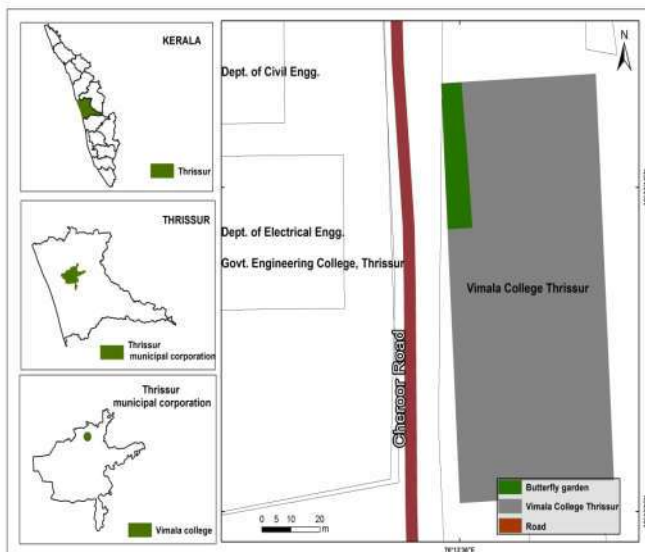 KERALA
Thrissur
THRISSUR
Thrissur
municipal corporation
Thrissur
municipal corporation
Vimala college
Dept. of Civil Engg.
Dept. of Electrical Engg.
Govt. Engineering College, Thrissur
Cheroor Road
Vimala College Thrissur
N
Butterfly garden
Vimala College Thrissur
Road
0 5 10 20
m